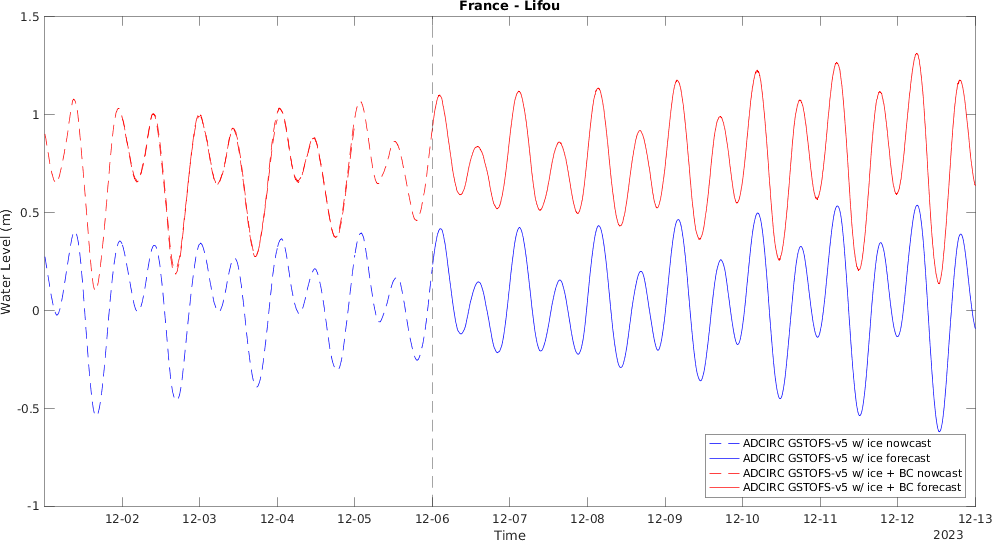 France - Lifou
1.5
1
0.5
0
-0.5
-1
Water Level (m)
ADCIRC GSTOFS-v5 w/ ice nowcast
ADCIRC GSTOFS-v5 w/ ice forecast
ADCIRC GSTOFS-v5 w/ ice + BC nowcast
ADCIRC GSTOFS-v5 w/ ice + BC forecast
12-02 12-03 12-04 12-05 12-06 12-07 12-08 12-09 12-10 12-11 12-12 12-13
Time
2023